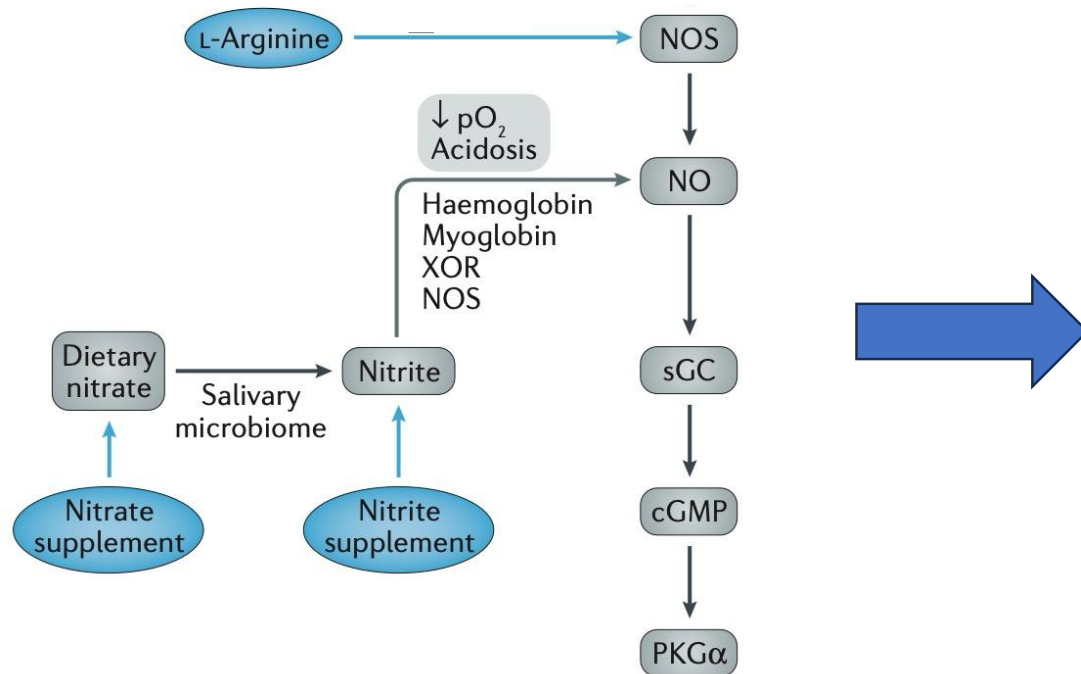 L-Arginine
NOS
↓ pO₂
Acidosis
NO
Haemoglobin
Myoglobin
XOR
NOS
Dietary
nitrate
Salivary
microbiome
Nitrite
sGC
Nitrate
supplement
Nitrite
supplement
cGMP
PKGα